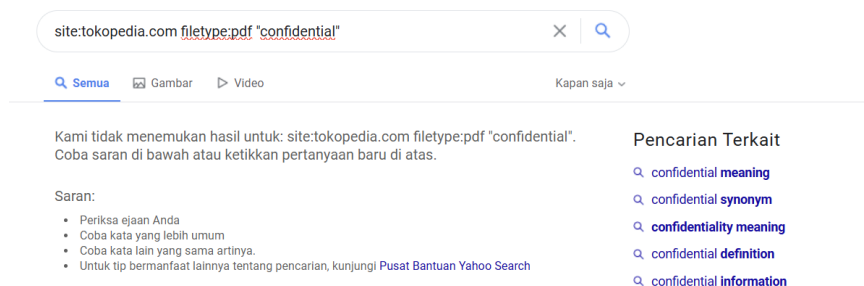 site:tokopedia.com filetype:pdf "confidential"
Semua Gambar Video Kapan saja
Kami tidak menemukan hasil untuk: site:tokopedia.com filetype:pdf "confidential".
Coba saran di bawah atau ketikkan pertanyaan baru di atas.
Saran:
Periksa ejaan Anda
Coba kata yang lebih umum
Coba kata lain yang sama artinya.
Untuk tip bermanfaat lainnya tentang pencarian, kunjungi Pusat Bantuan Yahoo Search
Pencarian Terkait
confidential meaning
confidential synonym
confidentiality meaning
confidential definition
confidential information